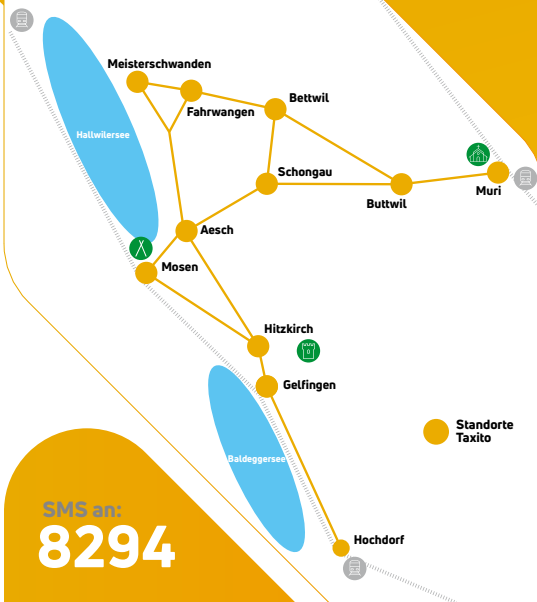 Meisterschwanden
Bettwil
Fahrwangen
Hallwilersee
Schongau
Muri
Buttwil
Aesch
Mosen
Hitzkirch
Gelfingen
Standorte
Taxito
Baldeggersee
SMS an:
8294
Hochdorf